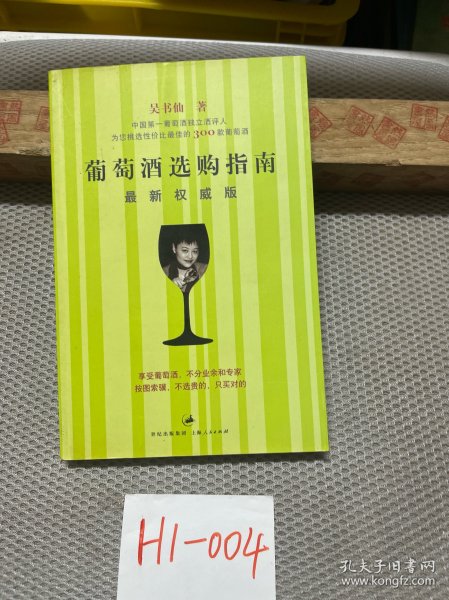 吴书仙 著
中国第一葡萄酒独立酒评人
为您挑选性价比最佳的300款葡萄酒
葡萄酒选购指南
最新权威版
享受葡萄酒，不分业余和专家
按图索骥，不选贵的，只买对的
世纪出版集团 上海人民出版社
H1-004
孔夫子旧书网
www.kongfz.com